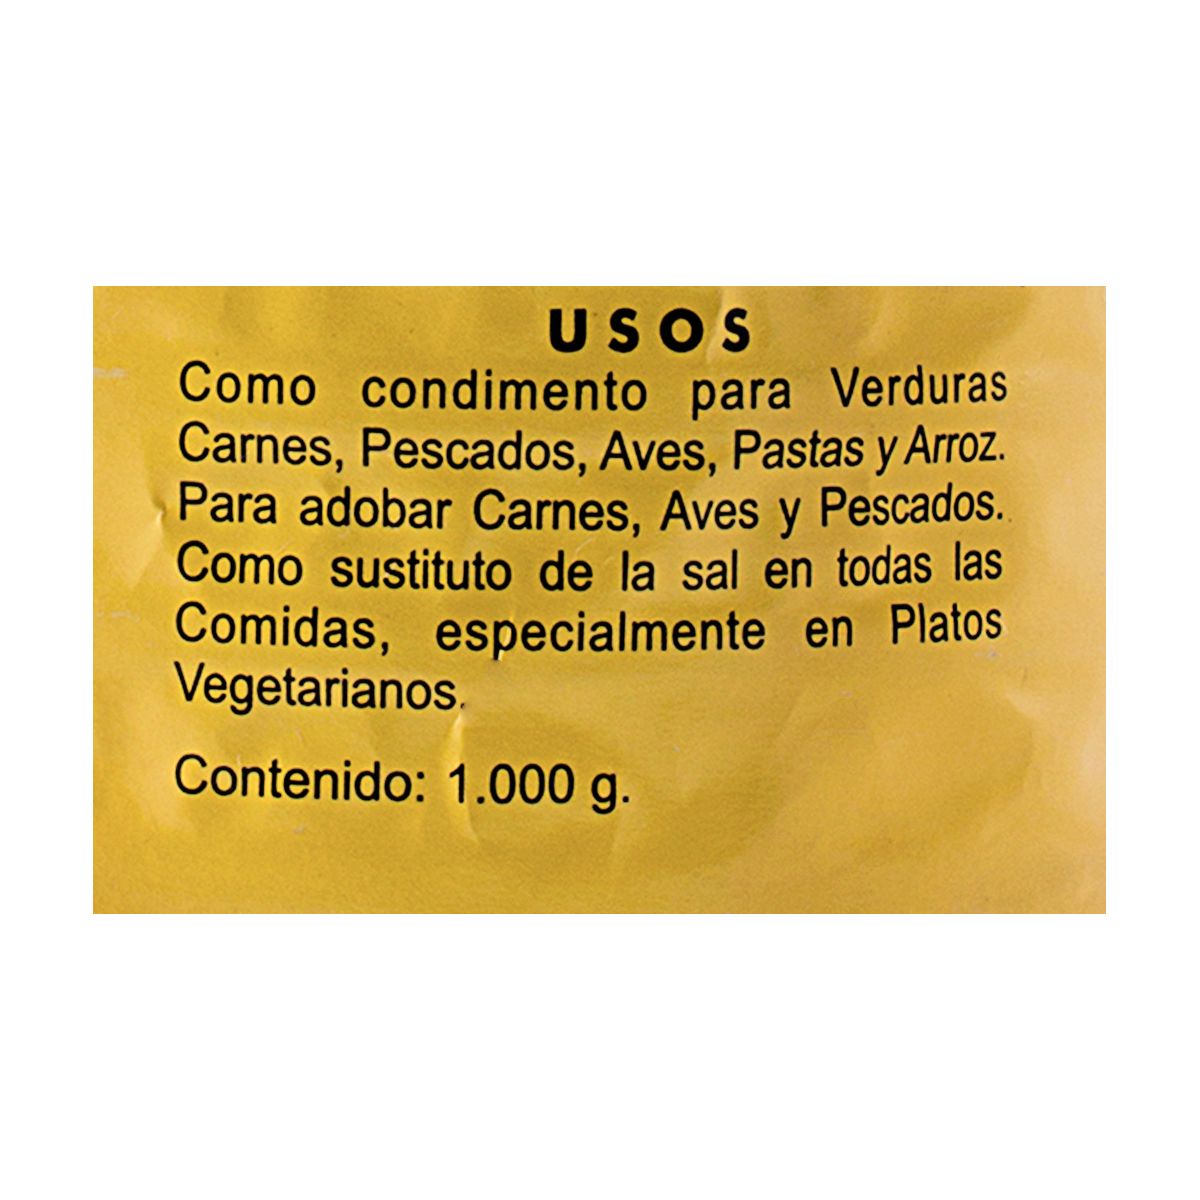 USOS
Como condimento para Verduras
Carnes, Pescados, Aves, Pastas y Arroz.
Para adobar Carnes, Aves y Pescados.
Como sustituto de la sal en todas las
Comidas, especialmente en Platos
Vegetarianos.
Contenido: 1.000 g.